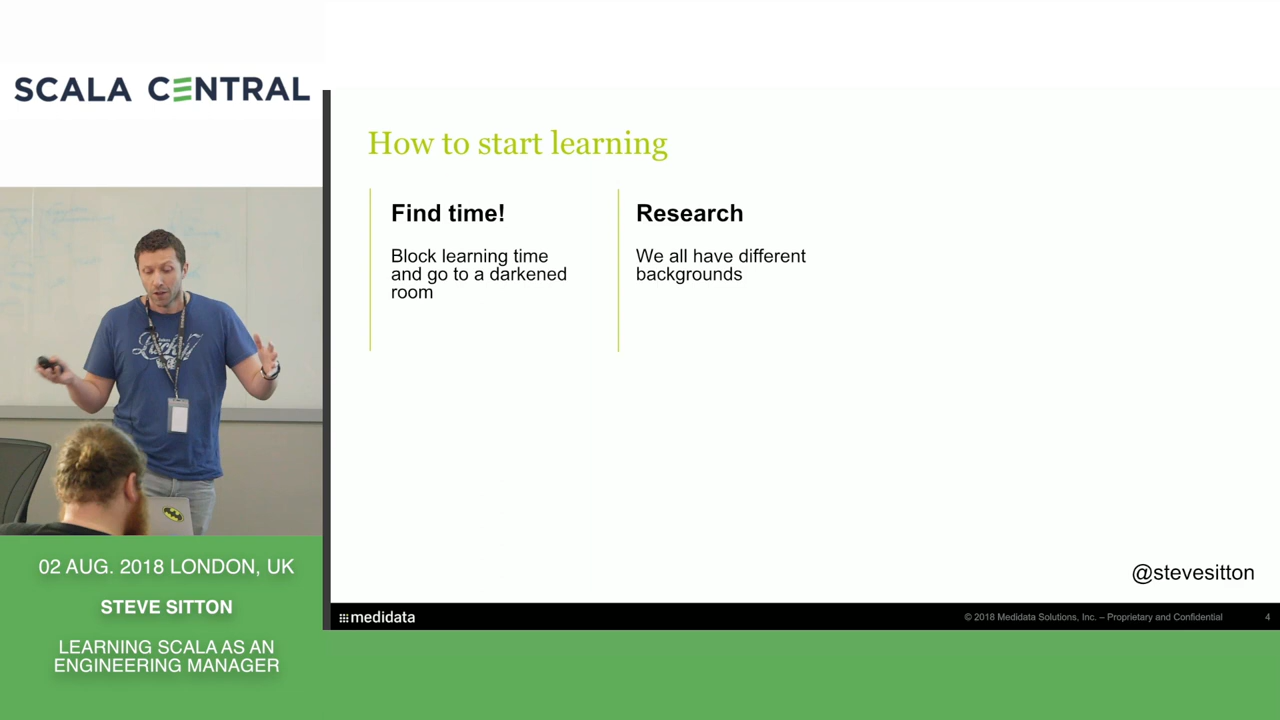 SCALA CENTRAL
How to start learning
Find time!
Block learning time
and go to a darkened
room
Research
We all have different
backgrounds
Lucky
02 AUG. 2018 LONDON, UK
STEVE SITTON
LEARNING SCALA AS AN
ENGINEERING MANAGER
@stevesitton
medidata
© 2018 Medidata Solutions, Inc. – Proprietary and Confidential
4